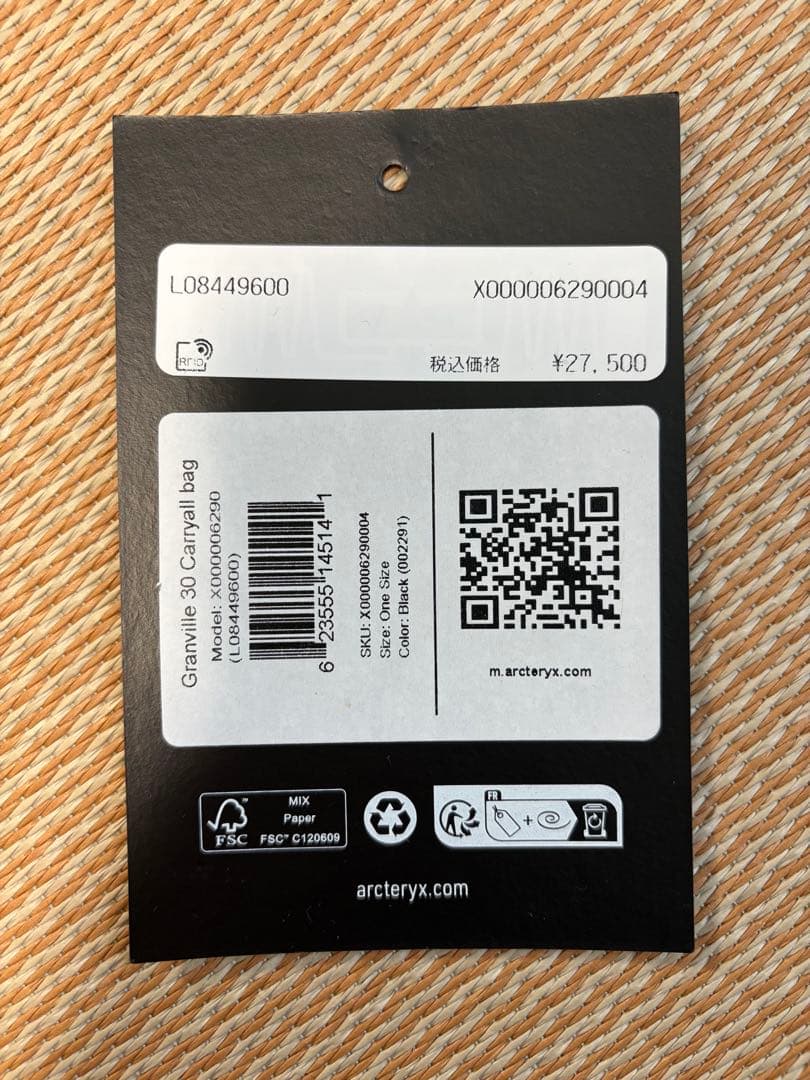 L08449600 X000006290004
RFID
税込価格 ¥27,500
Granville 30 Carryall bag
Model: X000006290
(L08449600)
6 23555 14514 1
SKU: X000006290004
Size: One Size
Color: Black (002291)
m.arcteryx.com
FSC™
MIX
Paper
FSC™ C120609
FR
+
arcteryx.com